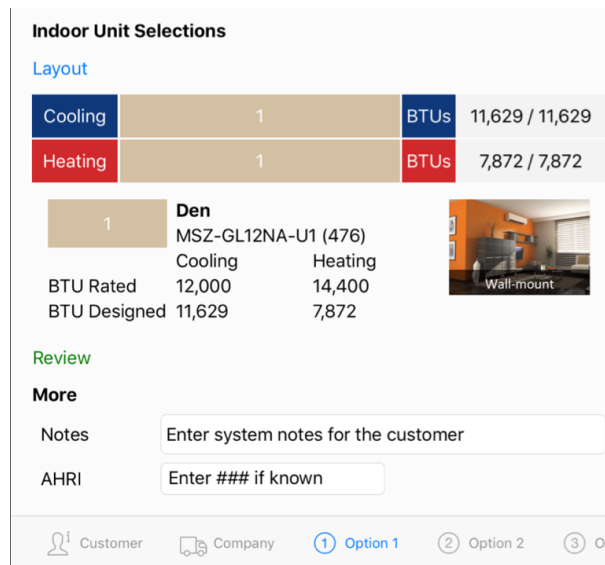 Indoor Unit Selections
Layout
Cooling 1 BTUs 11,629 / 11,629
Heating 1 BTUs 7,872 / 7,872
1
Den
MSZ-GL12NA-U1 (476)
Cooling Heating
BTU Rated 12,000 14,400
BTU Designed 11,629 7,872
Wall-mount
Review
More
Notes Enter system notes for the customer
AHRI Enter ### if known
i Customer Company 1 Option 1 2 Option 2 3 O